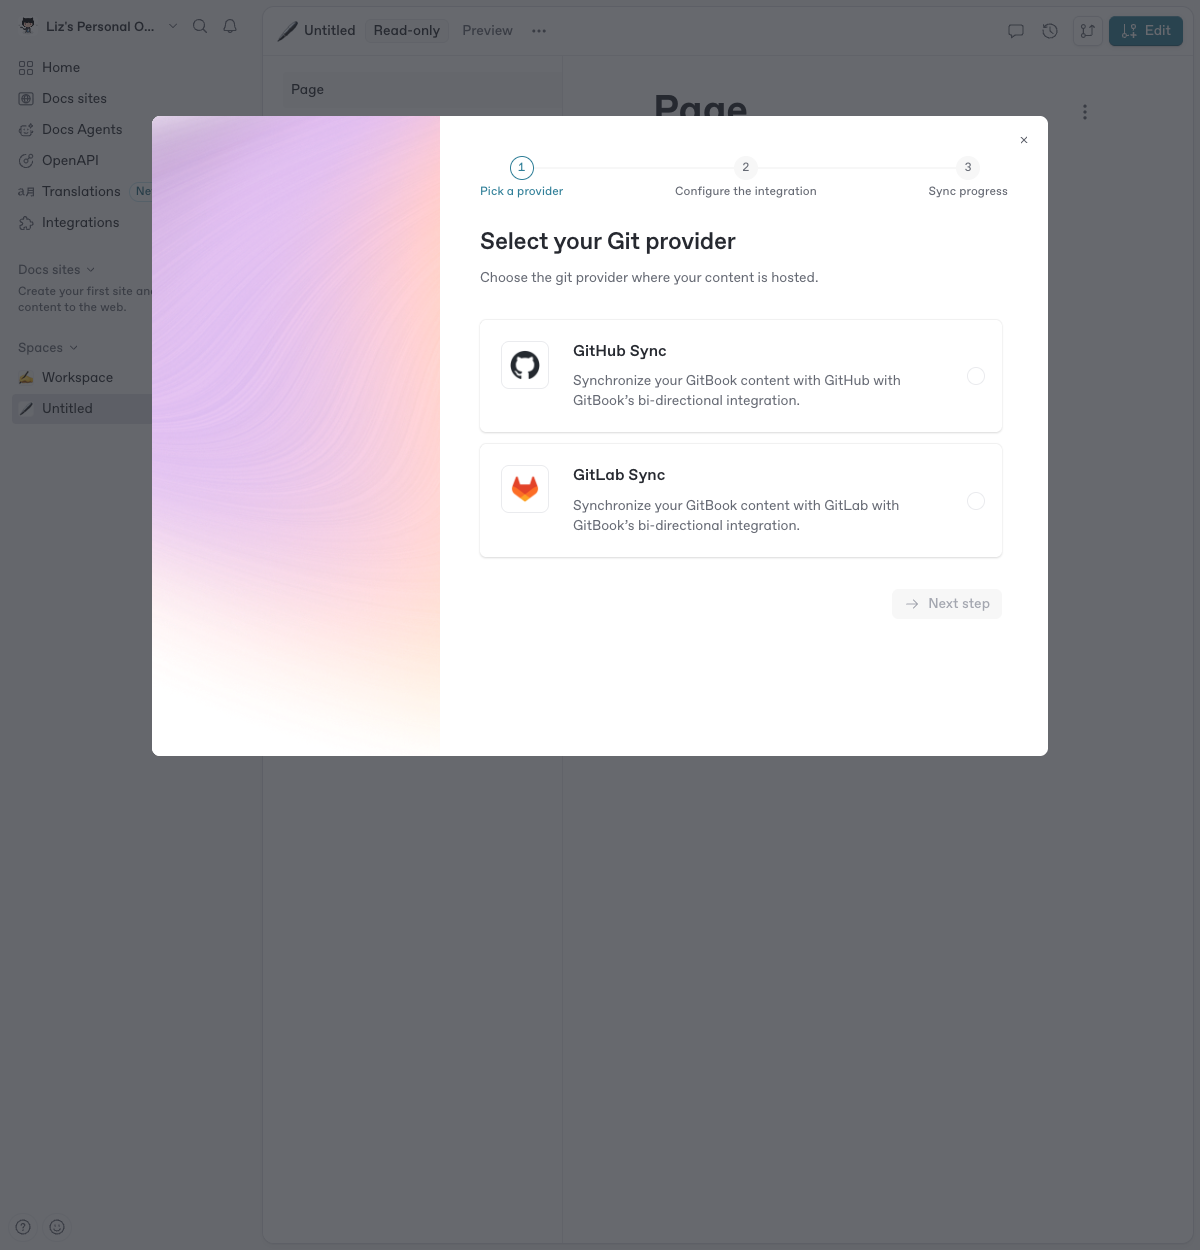 Liz's Personal O...
Home
Docs sites
Docs Agents
OpenAPI
Translations
Integrations
Docs sites
Create your first site and
content to the web.
Spaces
Workspace
Untitled
Untitled
Read-only
Preview
Edit
Page
Page
1
2
3
Pick a provider
Configure the integration
Sync progress
Select your Git provider
Choose the git provider where your content is hosted.
GitHub Sync
Synchronize your GitBook content with GitHub with
GitBook’s bi-directional integration.
GitLab Sync
Synchronize your GitBook content with GitLab with
GitBook’s bi-directional integration.
Next step